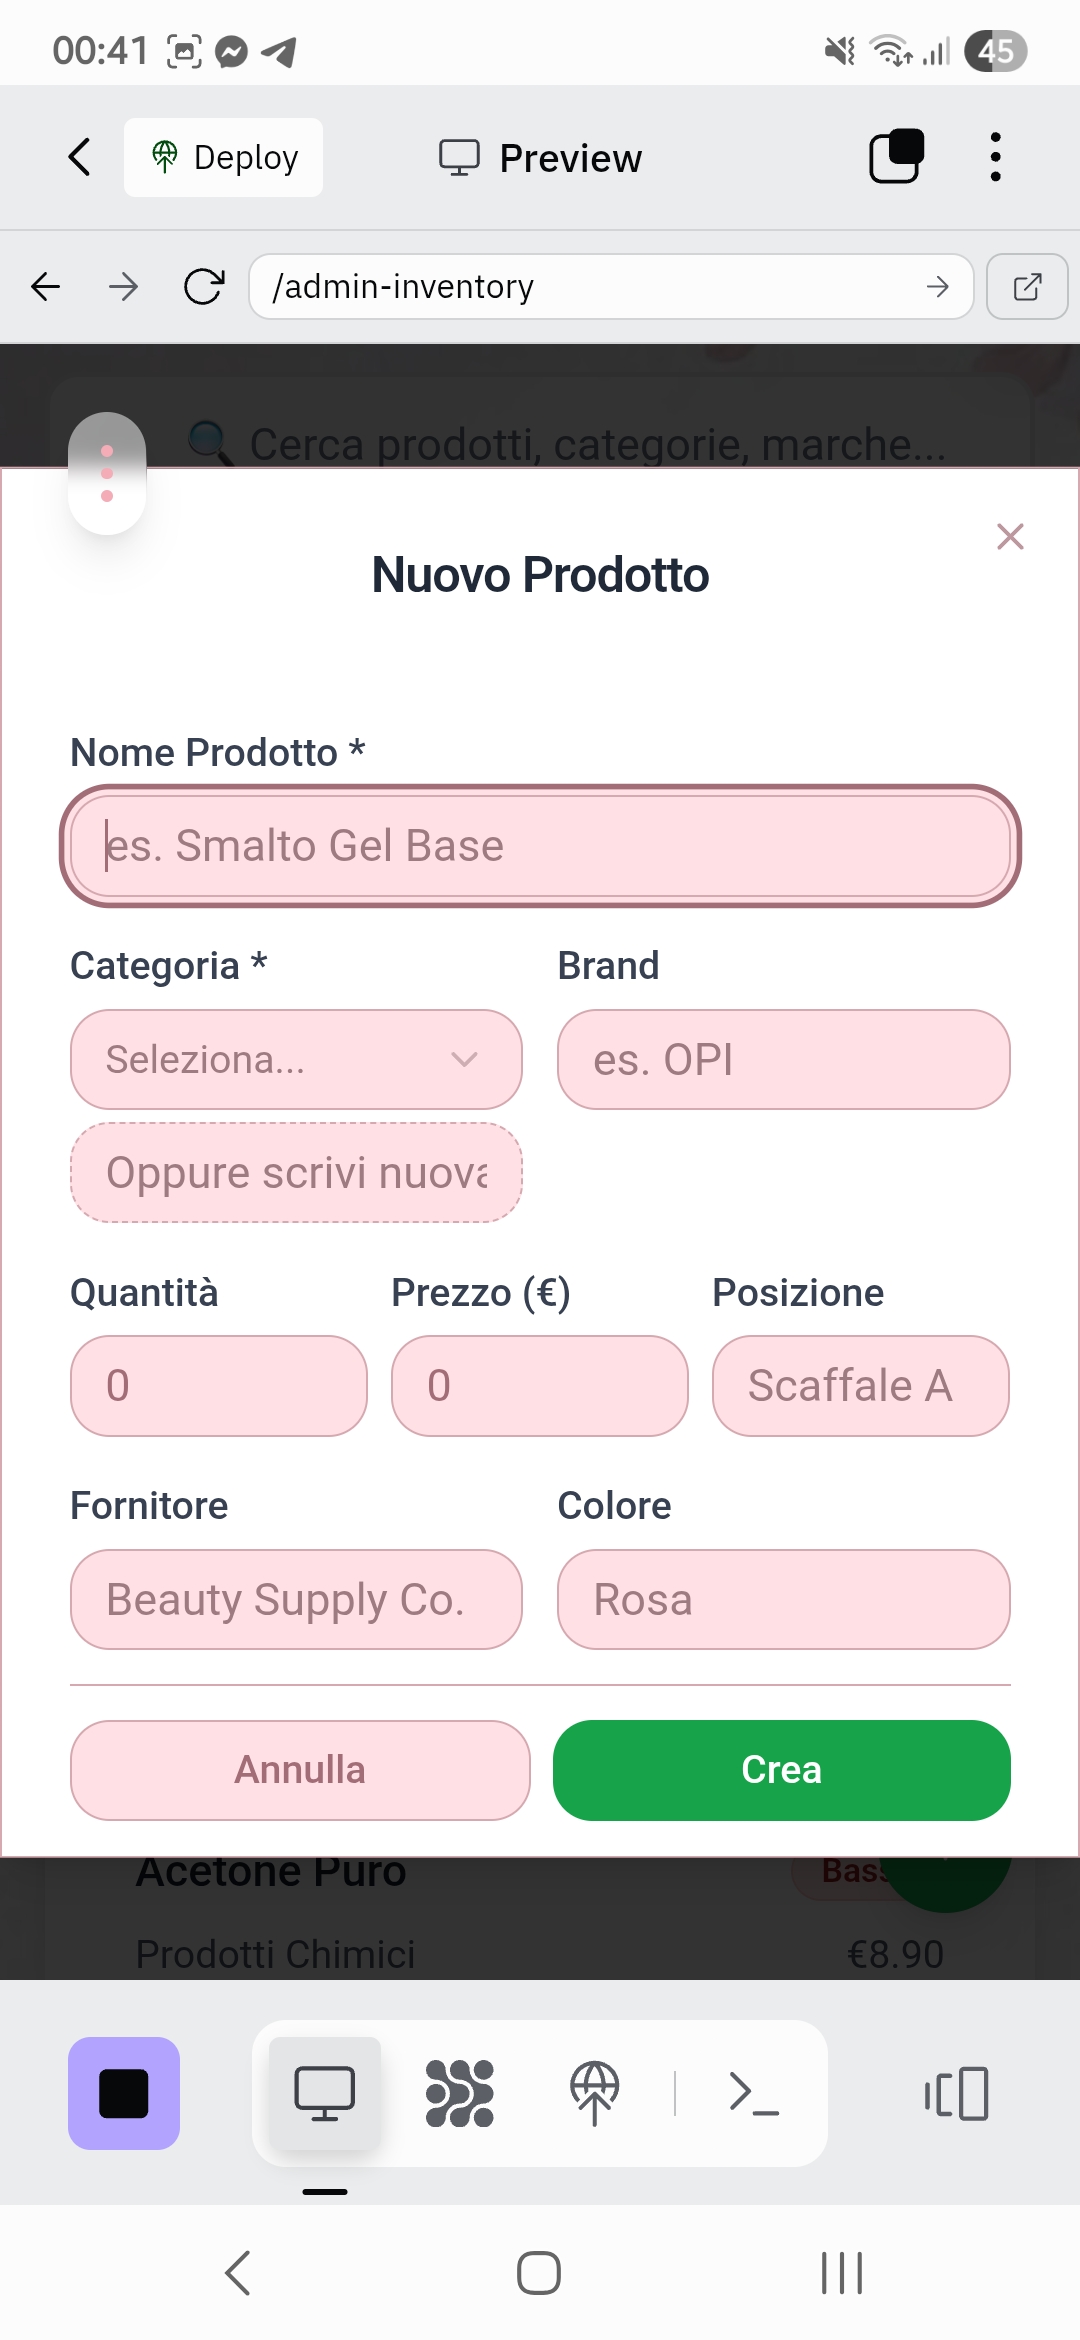 00:41
45
Deploy
Preview
/admin-inventory
Cerca prodotti, categorie, marche...
Nuovo Prodotto
Nome Prodotto *
es. Smalto Gel Base
Categoria *
Brand
Seleziona...
es. OPI
Oppure scrivi nuova
Quantità
Prezzo (€)
Posizione
0
0
Scaffale A
Fornitore
Colore
Beauty Supply Co.
Rosa
Annulla
Crea
Acetone Puro
Prodotti Chimici
€8.90